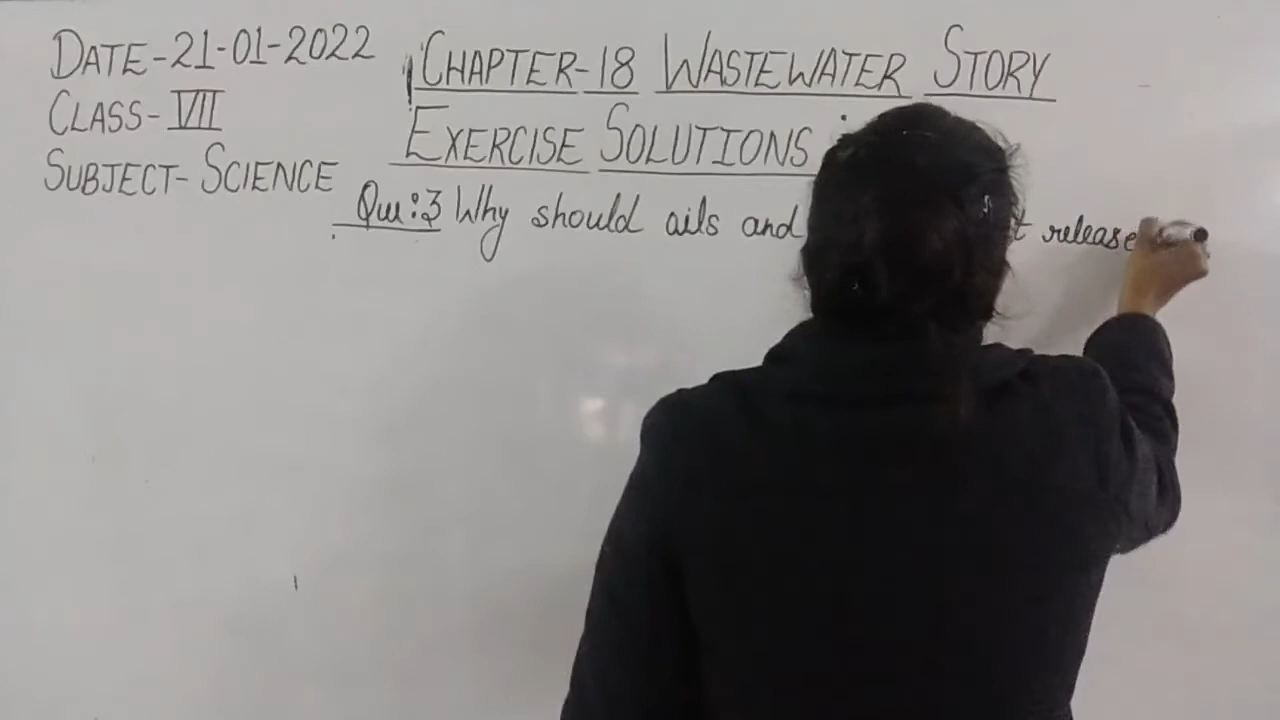 DATE-21-01-2022
CLASS-VII
SUBJECT-SCIENCE
CHAPTER-18 WASTEWATER STORY
EXERCISE SOLUTIONS
Que:3 Why should oils and release